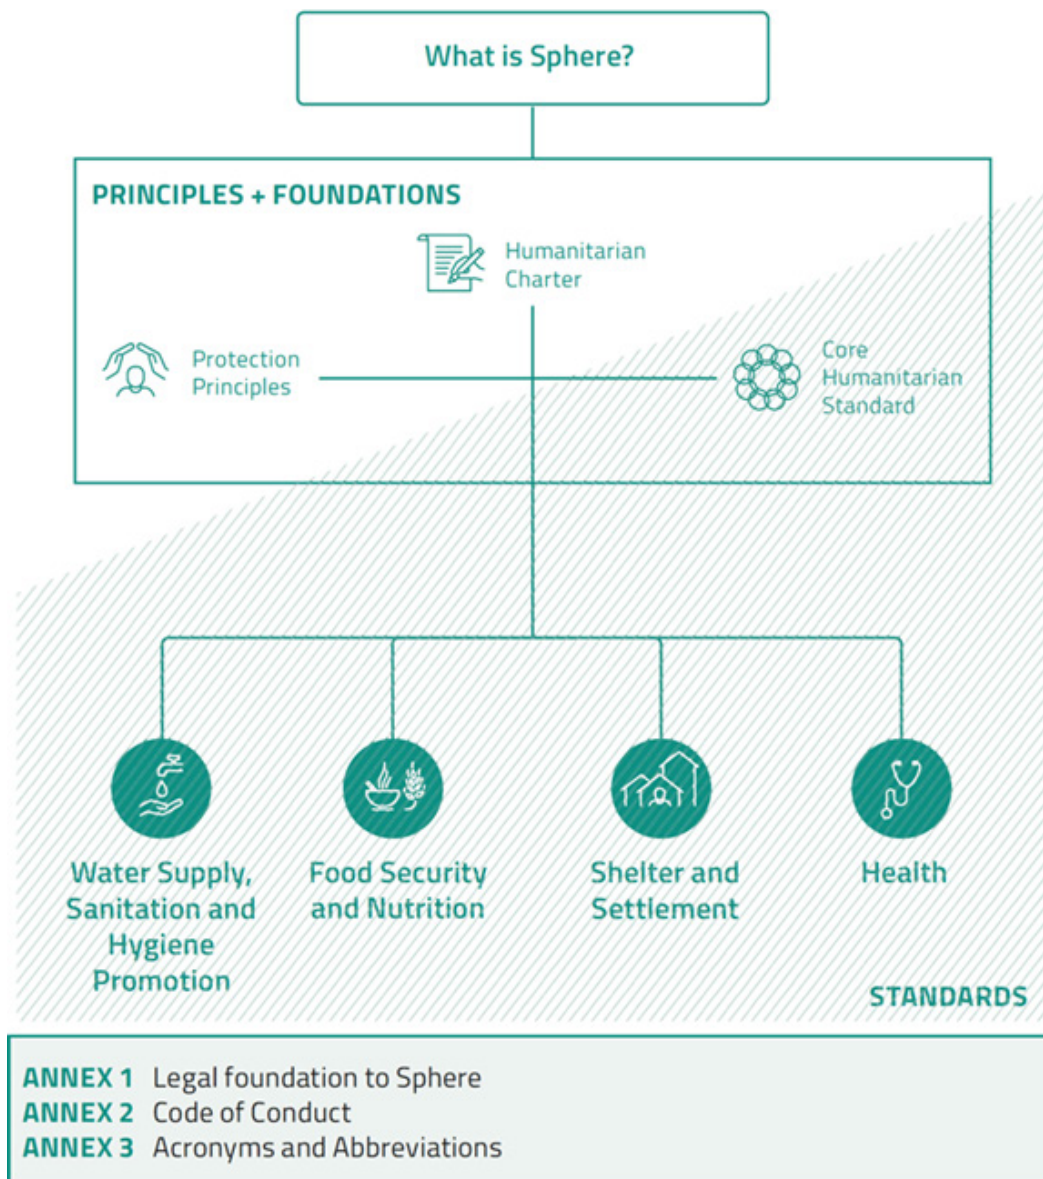 What is Sphere?
PRINCIPLES + FOUNDATIONS
Humanitarian
Charter
Protection
Principles
Core
Humanitarian
Standard
Water Supply,
Sanitation and
Hygiene
Promotion
Food Security
and Nutrition
Shelter and
Settlement
Health
STANDARDS
ANNEX 1 Legal foundation to Sphere
ANNEX 2 Code of Conduct
ANNEX 3 Acronyms and Abbreviations